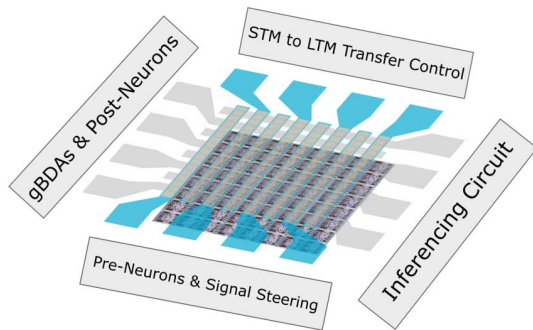 STM to LTM Transfer Control
gBDAs & Post-Neurons
Inferencing Circuit
Pre-Neurons & Signal Steering